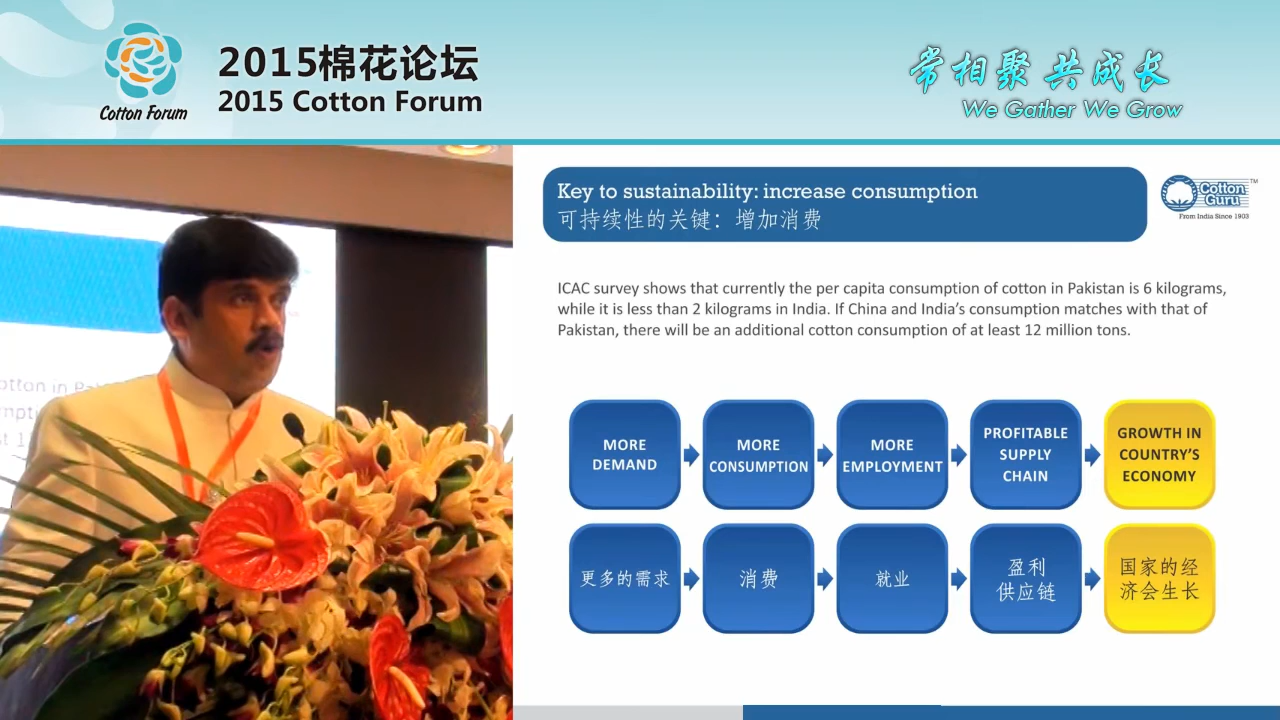 2015棉花论坛
2015 Cotton Forum
Cotton Forum
常相聚 共成长
We Gather We Grow
Key to sustainability: increase consumption
可持续性的关键：增加消费
Cotton
Guru
TM
From India Since 1903
ICAC survey shows that currently the per capita consumption of cotton in Pakistan is 6 kilograms,
while it is less than 2 kilograms in India. If China and India's consumption matches with that of
Pakistan, there will be an additional cotton consumption of at least 12 million tons.
MORE
DEMAND
MORE
CONSUMPTION
MORE
EMPLOYMENT
PROFITABLE
SUPPLY
CHAIN
GROWTH IN
COUNTRY'S
ECONOMY
更多的需求
消费
就业
盈利
供应链
国家的经
济会生长